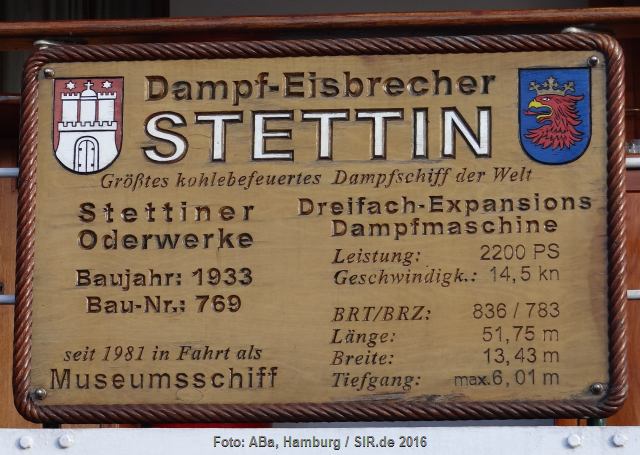 Dampf-Eisbrecher
STETTIN
Größtes kohlebefeuertes Dampfschiff der Welt
Stettiner
Oderwerke
Baujahr: 1933
Bau-Nr.: 769
seit 1981 in Fahrt als
Museumsschiff
Dreifach-Expansions
Dampfmaschine
Leistung: 2200 PS
Geschwindigk.: 14,5 kn
BRT/BRZ: 836 / 783
Länge: 51,75 m
Breite: 13,43 m
Tiefgang: max.6,01 m
Foto: ABa, Hamburg / SIR.de 2016